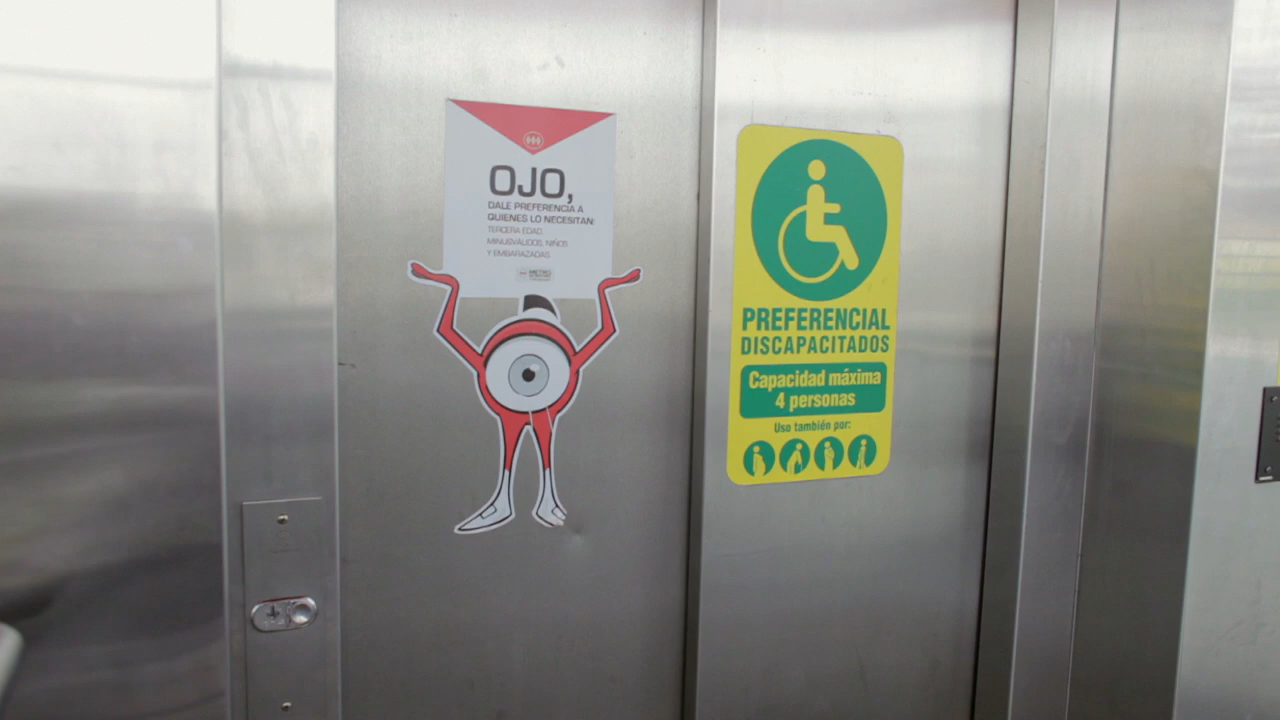 OJO,
DALE PREFERENCIA A
QUIENES LO NECESITAN:
TERCERA EDAD,
MINUSVÁLIDOS, NIÑOS
Y EMBARAZADAS.
METRO
PREFERENCIAL
DISCAPACITADOS
Capacidad máxima
4 personas
Uso también por: